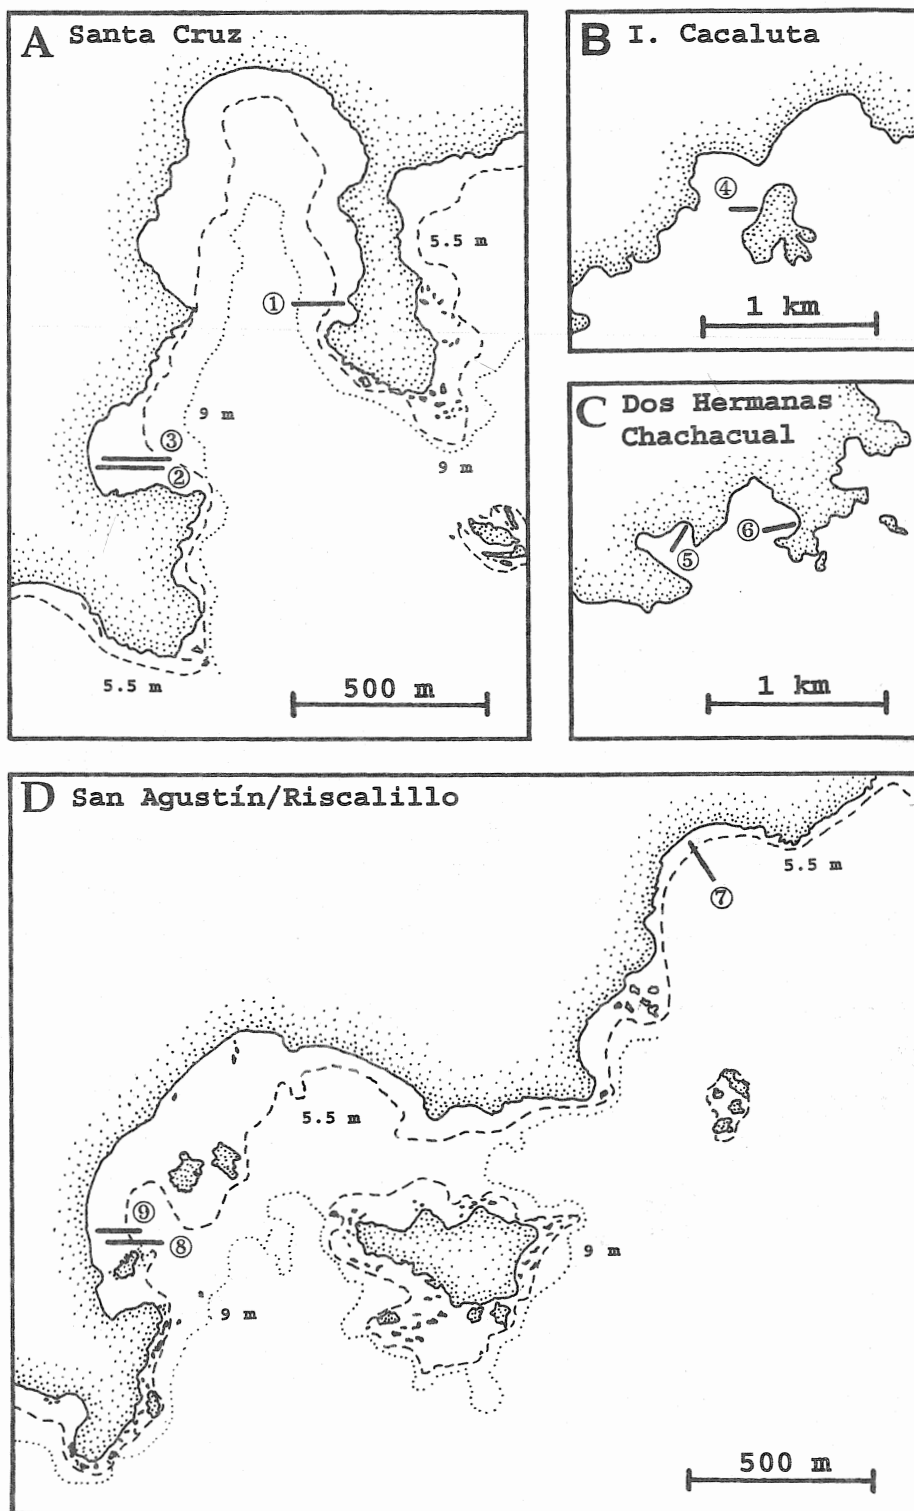 A Santa Cruz
5.5 m
①
9 m
③
②
9 m
5.5 m
500 m
B I. Cacaluta
④
1 km
C Dos Hermanas
Chachacual
⑥
⑤
1 km
D San Agustín/Riscalillo
5.5 m
⑦
5.5 m
⑨
⑧
9 m
9 m
500 m